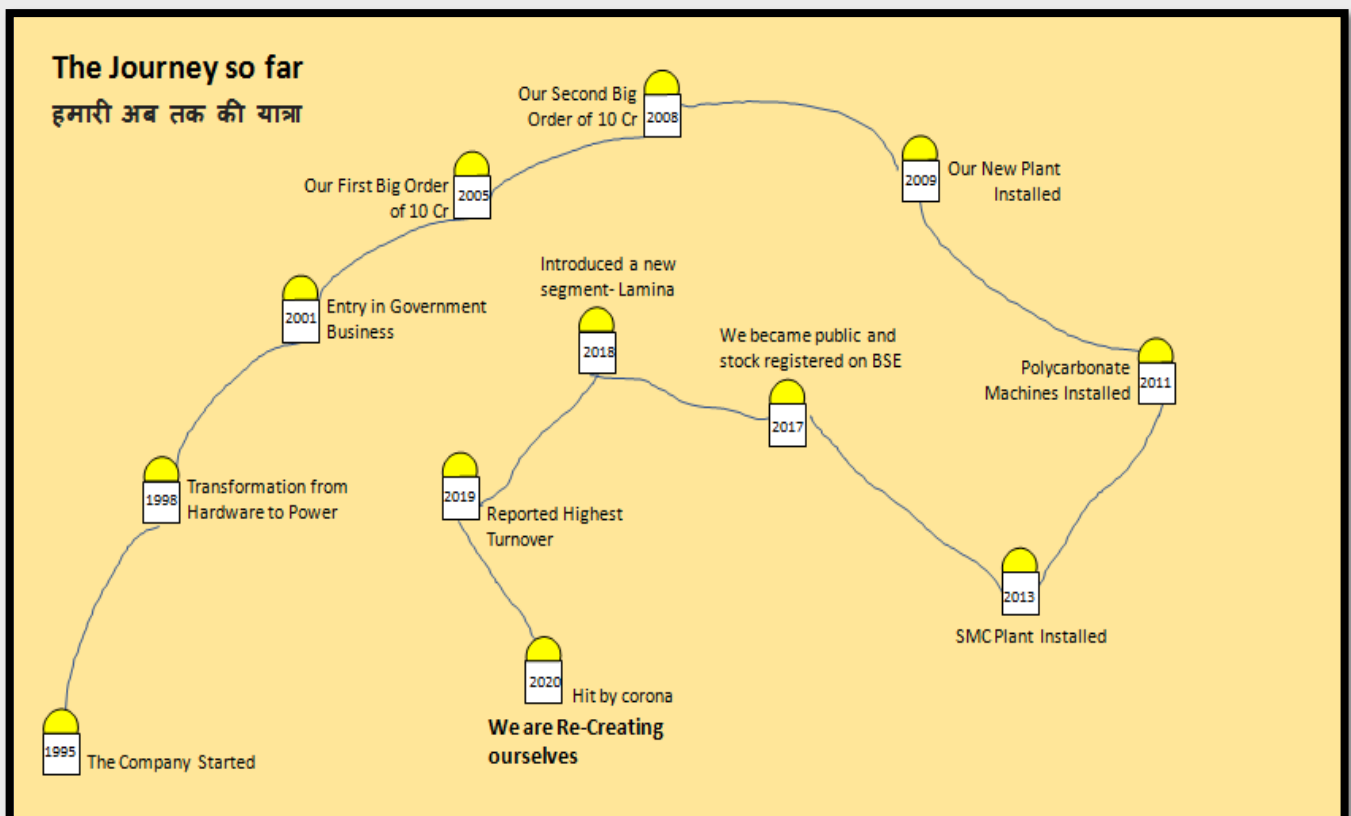 The Journey so far
हमारी अब तक की यात्रा
1995
The Company Started
1998
Transformation from
Hardware to Power
2001
Entry in Government
Business
2005
Our First Big Order
of 10 Cr
2008
Our Second Big
Order of 10 Cr
2009
Our New Plant
Installed
2011
Polycarbonate
Machines Installed
2013
SMC Plant Installed
2017
We became public and
stock registered on BSE
2018
Introduced a new
segment- Lamina
2019
Reported Highest
Turnover
2020
Hit by corona
We are Re-Creating
ourselves